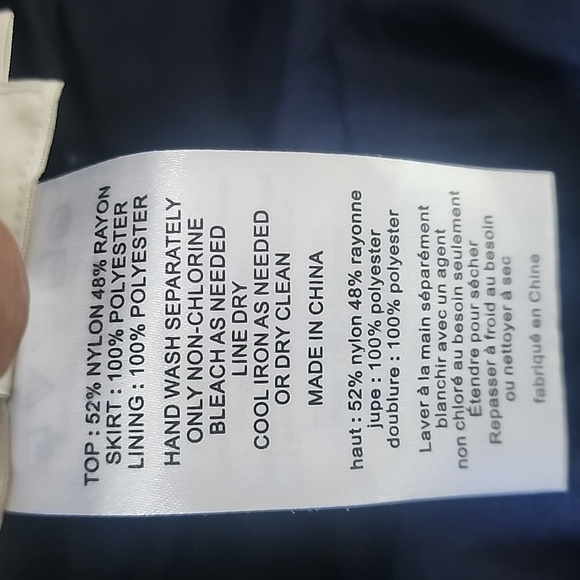 TOP : 52% NYLON 48% RAYON
SKIRT : 100% POLYESTER
LINING : 100% POLYESTER
HAND WASH SEPARATELY
ONLY NON-CHLORINE
BLEACH AS NEEDED
LINE DRY
COOL IRON AS NEEDED
OR DRY CLEAN
MADE IN CHINA
haut : 52% nylon 48% rayonne
jupe : 100% polyester
doublure : 100% polyester
Laver à la main séparément
blanchir avec un agent
non chloré au besoin seulement
Étendre pour sécher
Repasser à froid au besoin
ou nettoyer à sec
fabriqué en Chine